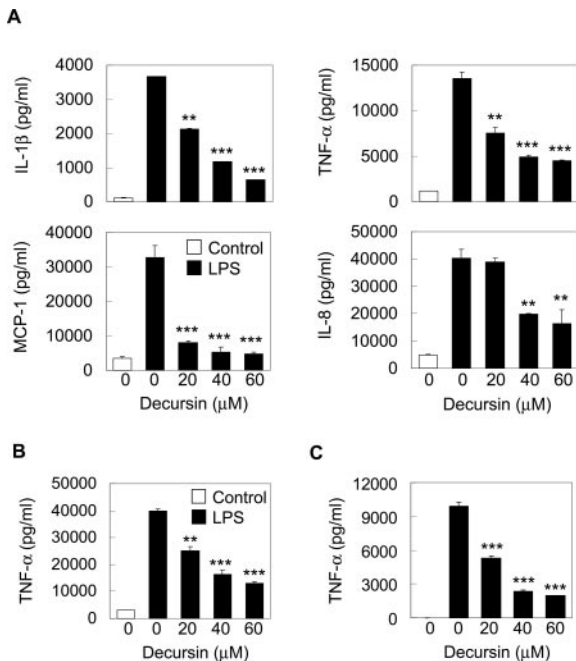 A
IL-1β (pg/ml)
4000
3000
2000
1000
0
**
***
***
TNF-α (pg/ml)
15000
10000
5000
0
**
***
***
MCP-1 (pg/ml)
40000
30000
20000
10000
0
Control
LPS
***
***
***
0 0 20 40 60
Decursin (μM)
IL-8 (pg/ml)
50000
40000
30000
20000
10000
0
**
**
0 0 20 40 60
Decursin (μM)
B
TNF-α (pg/ml)
50000
40000
30000
20000
10000
0
Control
LPS
**
***
***
0 0 20 40 60
Decursin (μM)
C
TNF-α (pg/ml)
12000
9000
6000
3000
0
***
***
***
0 0 20 40 60
Decursin (μM)